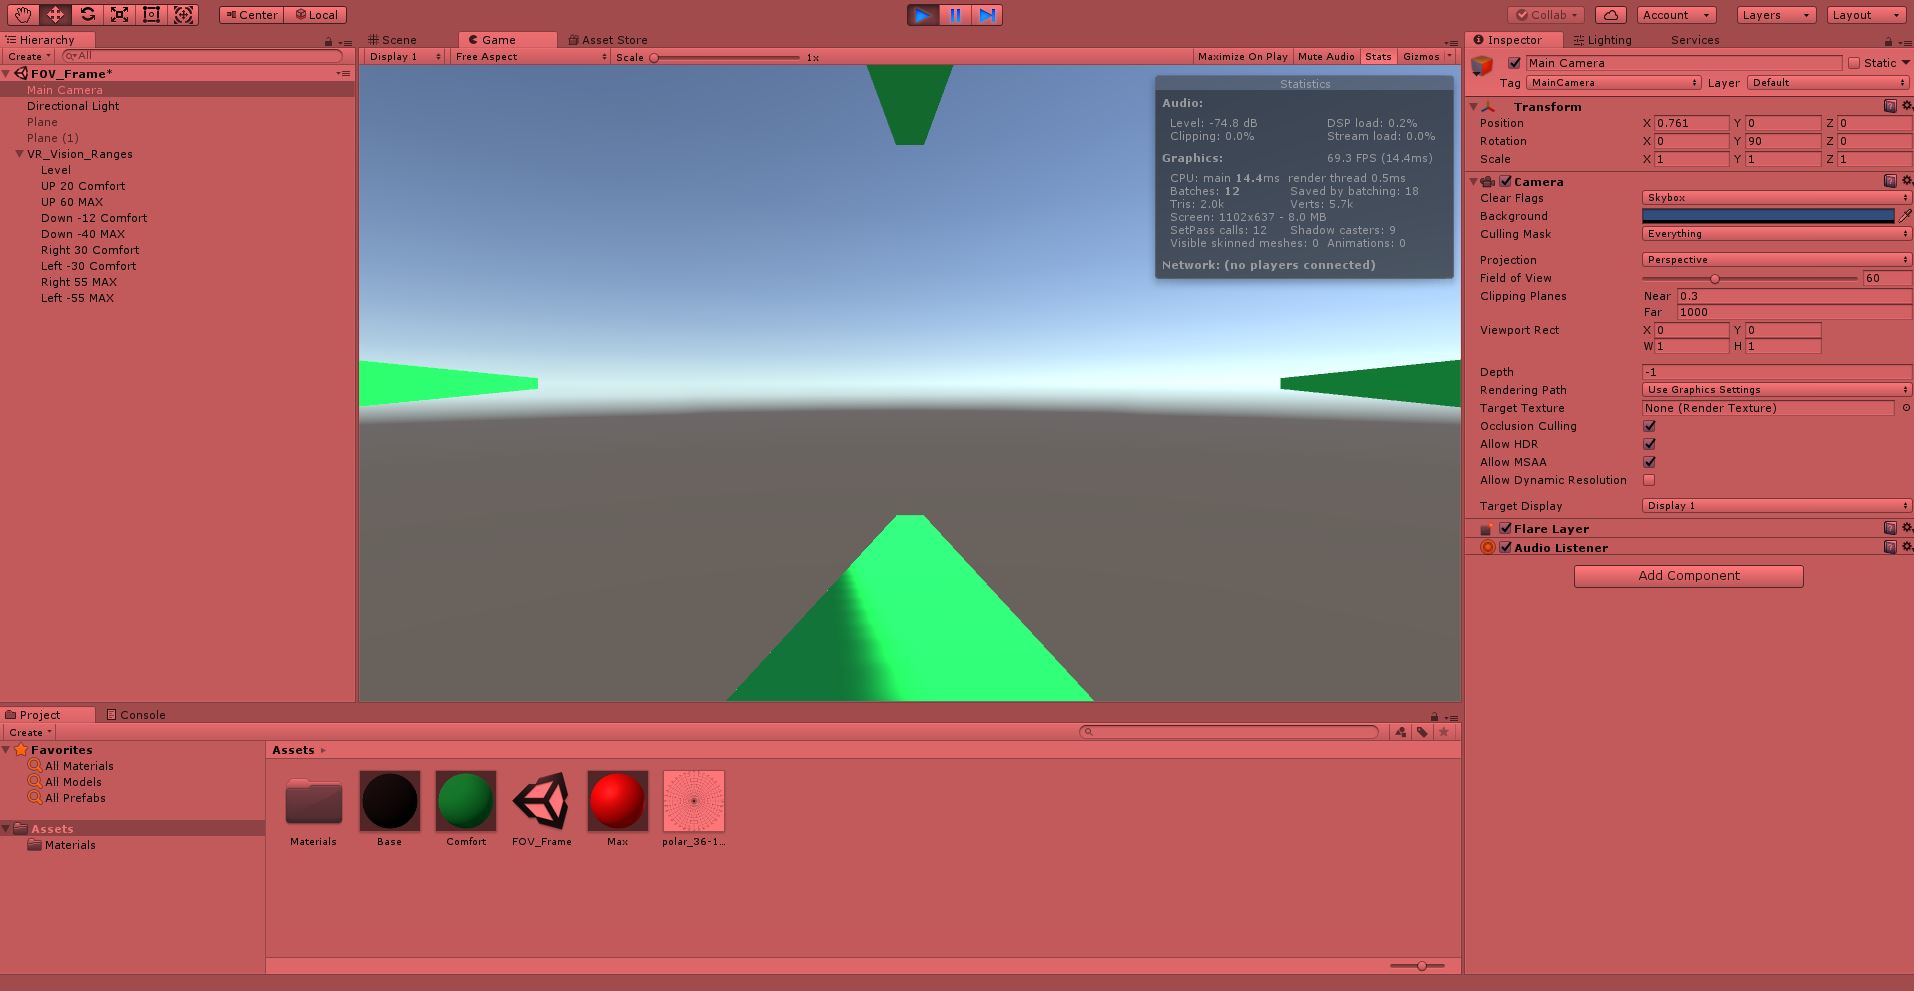 Center Local
Collab Account Layers Layout
Hierarchy
Create All
FOV_Frame*
Main Camera
Directional Light
Plane
Plane (1)
VR_Vision_Ranges
Level
UP 20 Comfort
UP 60 MAX
Down -12 Comfort
Down -40 MAX
Right 30 Comfort
Left -30 Comfort
Right 55 MAX
Left -55 MAX
Scene Game Asset Store
Display 1 Free Aspect Scale 1x Maximize On Play Mute Audio Stats Gizmos
Statistics
Audio:
Level: -74.8 dB DSP load: 0.2%
Clipping: 0.0% Stream load: 0.0%
Graphics: 69.3 FPS (14.4ms)
CPU: main 14.4ms render thread 0.5ms
Batches: 12 Saved by batching: 18
Tris: 2.0k Verts: 5.7k
Screen: 1102x637 - 8.0 MB
SetPass calls: 12 Shadow casters: 9
Visible skinned meshes: 0 Animations: 0
Network: (no players connected)
Inspector Lighting Services
Main Camera Static
Tag MainCamera Layer Default
Transform
Position X 0.761 Y 0 Z 0
Rotation X 0 Y 90 Z 0
Scale X 1 Y 1 Z 1
Camera
Clear Flags Skybox
Background
Culling Mask Everything
Projection Perspective
Field of View 60
Clipping Planes Near 0.3
Far 1000
Viewport Rect X 0 Y 0
W 1 H 1
Depth -1
Rendering Path Use Graphics Settings
Target Texture None (Render Texture)
Occlusion Culling
Allow HDR
Allow MSAA
Allow Dynamic Resolution
Target Display Display 1
Flare Layer
Audio Listener
Add Component
Project Console
Create
Favorites
All Materials
All Models
All Prefabs
Assets
Materials
Assets
Materials Base Comfort FOV_Frame Max polar_36-1...